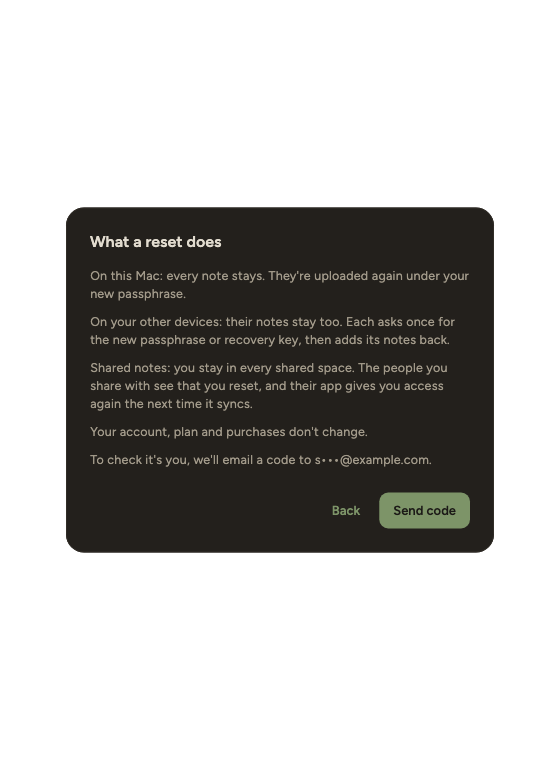 What a reset does
On this Mac: every note stays. They're uploaded again under your
new passphrase.
On your other devices: their notes stay too. Each asks once for
the new passphrase or recovery key, then adds its notes back.
Shared notes: you stay in every shared space. The people you
share with see that you reset, and their app gives you access
again the next time it syncs.
Your account, plan and purchases don't change.
To check it's you, we'll email a code to s•••@example.com.
Back
Send code